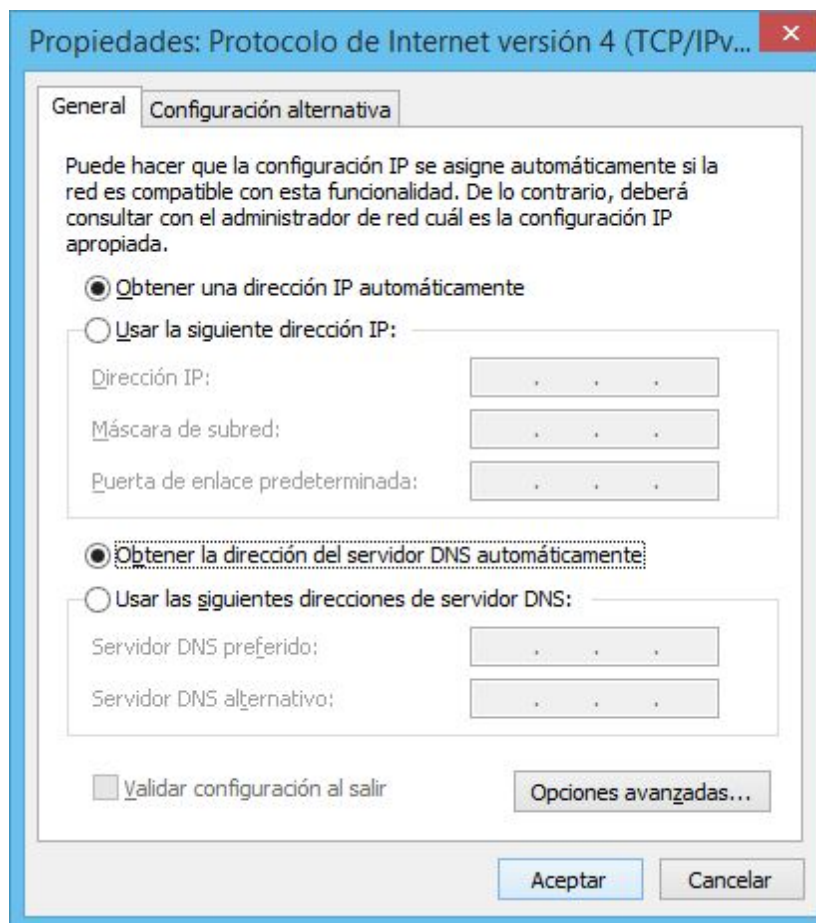 Propiedades: Protocolo de Internet versión 4 (TCP/IPv...
General
Configuración alternativa
Puede hacer que la configuración IP se asigne automáticamente si la
red es compatible con esta funcionalidad. De lo contrario, deberá
consultar con el administrador de red cuál es la configuración IP
apropiada.
Obtener una dirección IP automáticamente
Usar la siguiente dirección IP:
Dirección IP:
Máscara de subred:
Puerta de enlace predeterminada:
Obtener la dirección del servidor DNS automáticamente
Usar las siguientes direcciones de servidor DNS:
Servidor DNS preferido:
Servidor DNS alternativo:
Validar configuración al salir
Opciones avanzadas...
Aceptar
Cancelar